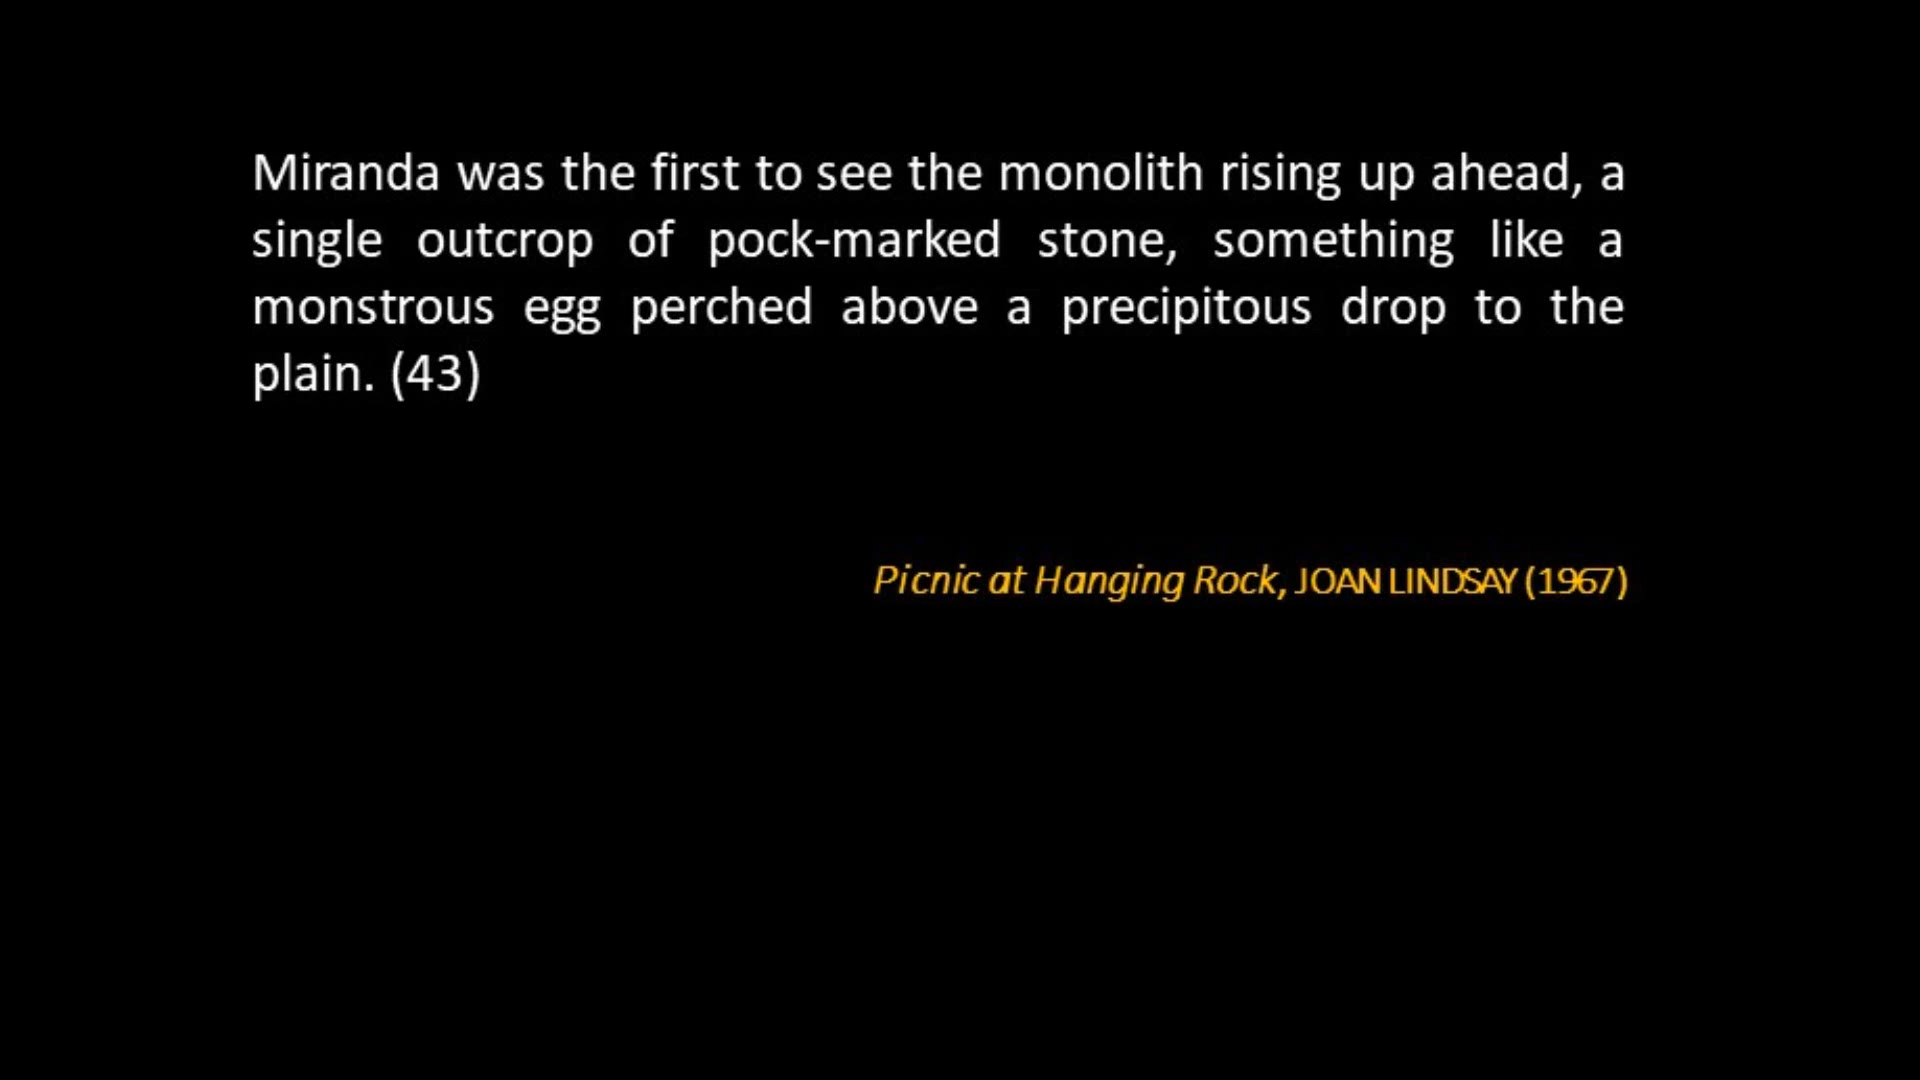 Miranda was the first to see the monolith rising up ahead, a
single outcrop of pock-marked stone, something like a
monstrous egg perched above a precipitous drop to the
plain. (43)
Picnic at Hanging Rock, JOAN LINDSAY (1967)